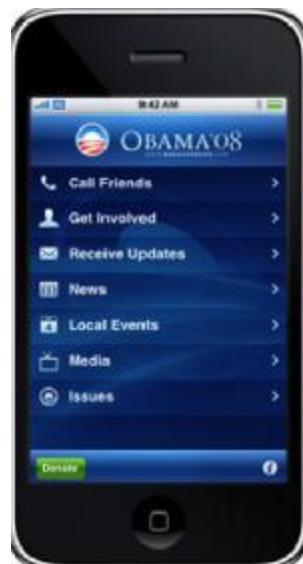 9:42 AM
OBAMA'08
Call Friends
Get Involved
Receive Updates
News
Local Events
Media
Issues
Donate